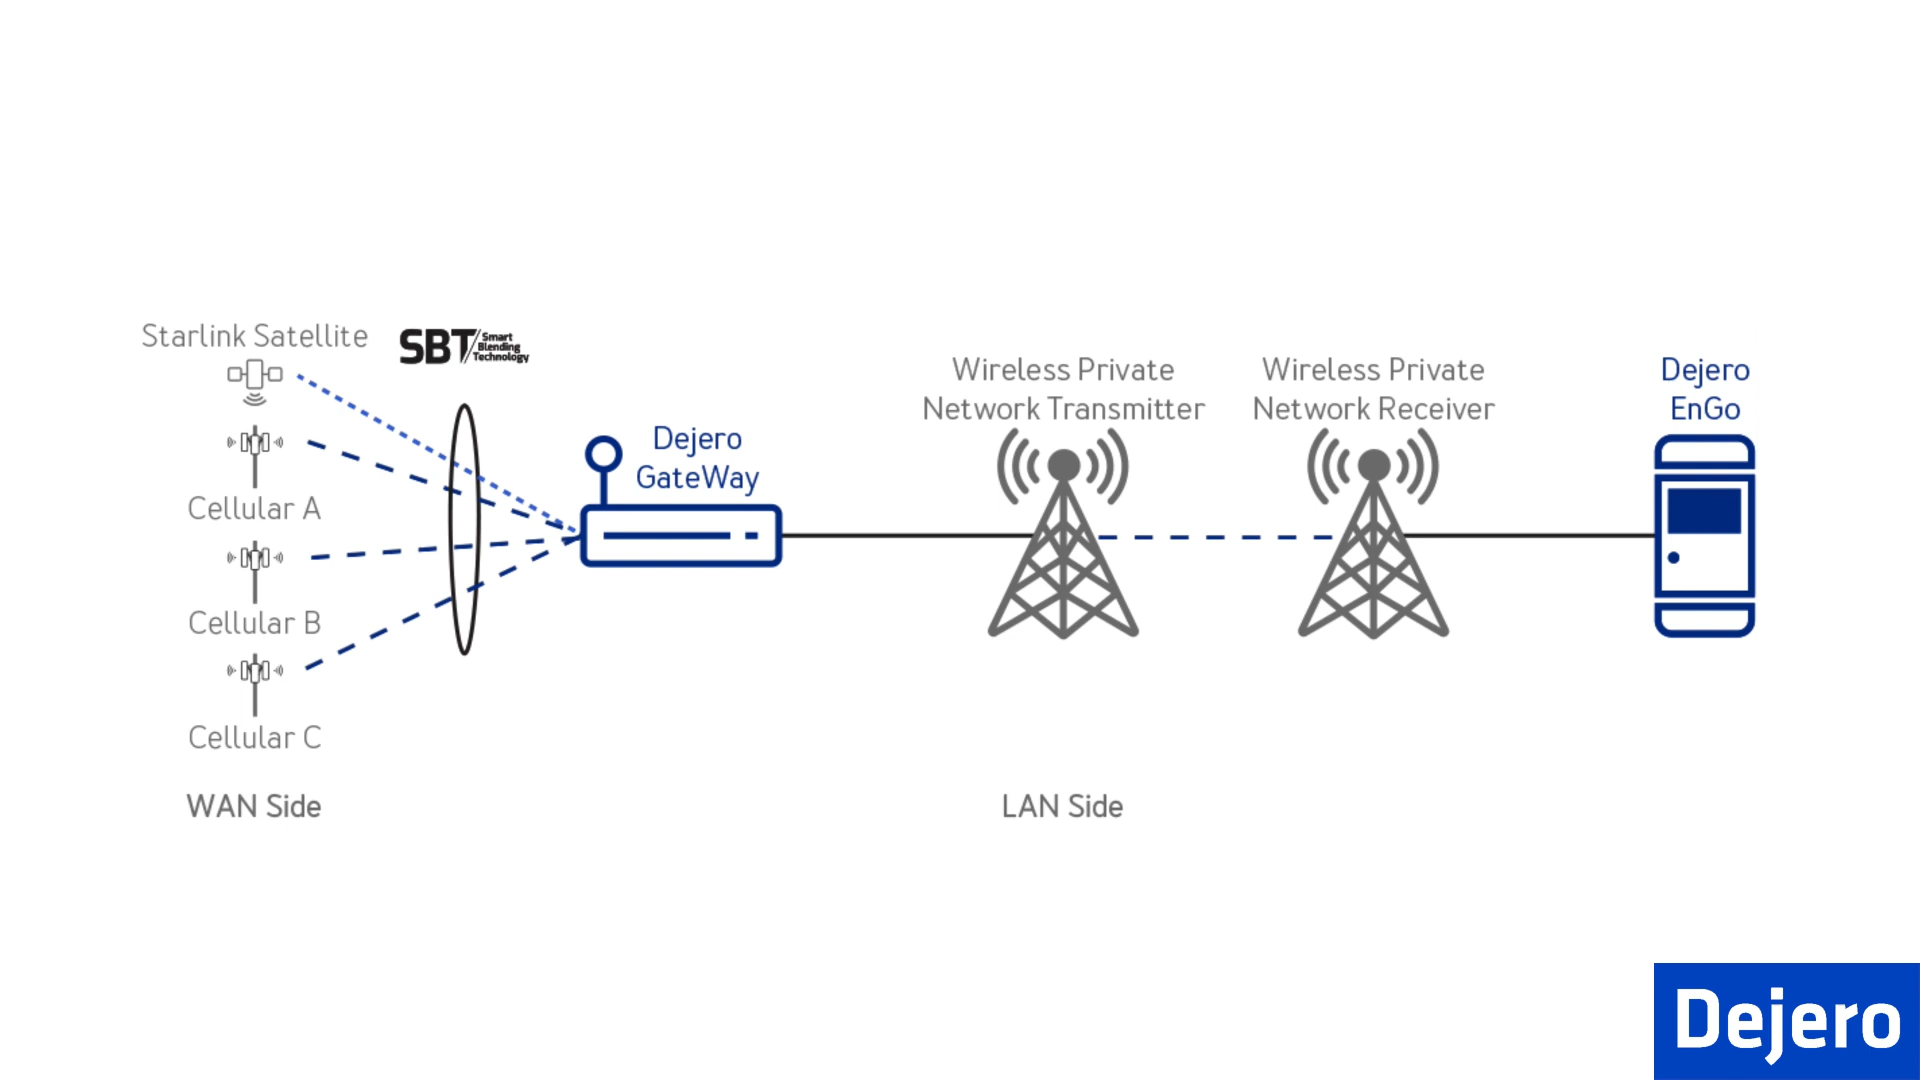 Starlink Satellite
SBT Smart
Blending
Technology
Cellular A
Cellular B
Cellular C
WAN Side
Dejero
GateWay
Wireless Private
Network Transmitter
Wireless Private
Network Receiver
LAN Side
Dejero
EnGo
Dejero